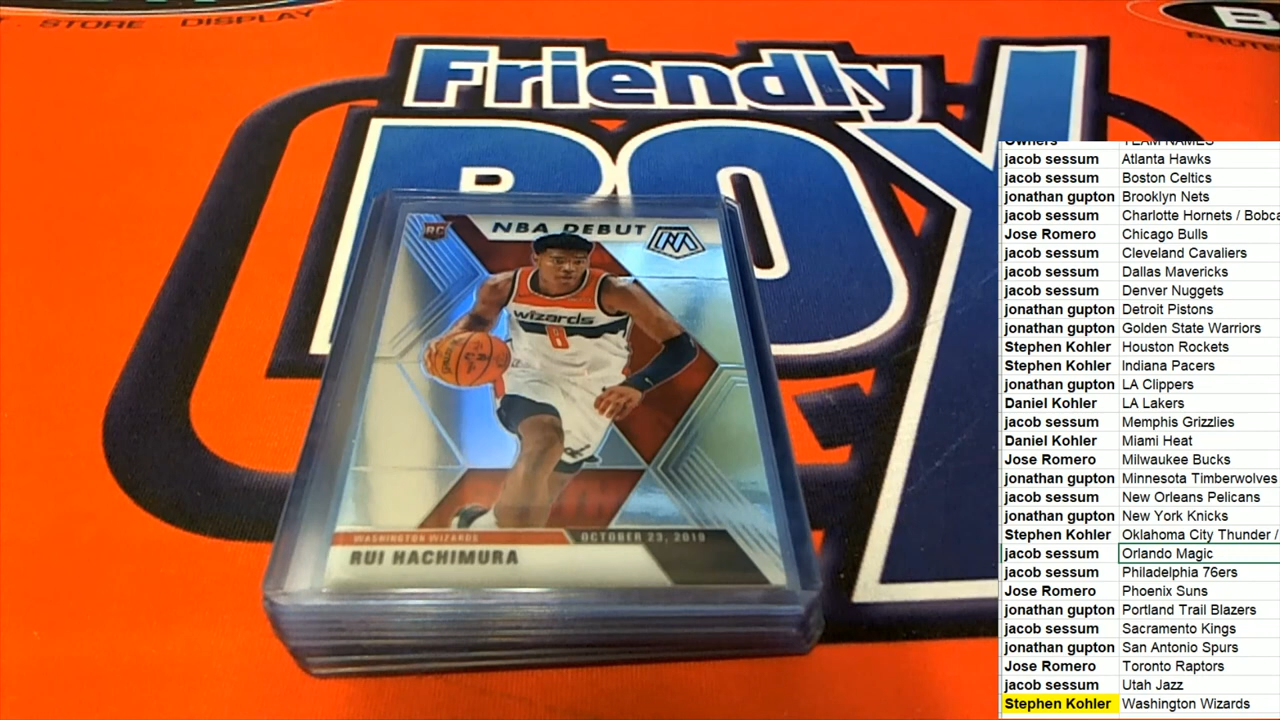 T. STORE DISPLAY
B
PROTE
Friendly
BOY
RC
NBA DEBUT
wizards
8
WASHINGTON WIZARDS
OCTOBER 23, 2019
RUI HACHIMURA
Owners TEAM NAMES
jacob sessum Atlanta Hawks
jacob sessum Boston Celtics
jonathan gupton Brooklyn Nets
jacob sessum Charlotte Hornets / Bobca
Jose Romero Chicago Bulls
jacob sessum Cleveland Cavaliers
jacob sessum Dallas Mavericks
jacob sessum Denver Nuggets
jonathan gupton Detroit Pistons
jonathan gupton Golden State Warriors
Stephen Kohler Houston Rockets
Stephen Kohler Indiana Pacers
jonathan gupton LA Clippers
Daniel Kohler LA Lakers
jacob sessum Memphis Grizzlies
Daniel Kohler Miami Heat
Jose Romero Milwaukee Bucks
jonathan gupton Minnesota Timberwolves
jacob sessum New Orleans Pelicans
jonathan gupton New York Knicks
Stephen Kohler Oklahoma City Thunder /
jacob sessum Orlando Magic
jacob sessum Philadelphia 76ers
Jose Romero Phoenix Suns
jonathan gupton Portland Trail Blazers
jacob sessum Sacramento Kings
jonathan gupton San Antonio Spurs
Jose Romero Toronto Raptors
jacob sessum Utah Jazz
Stephen Kohler Washington Wizards